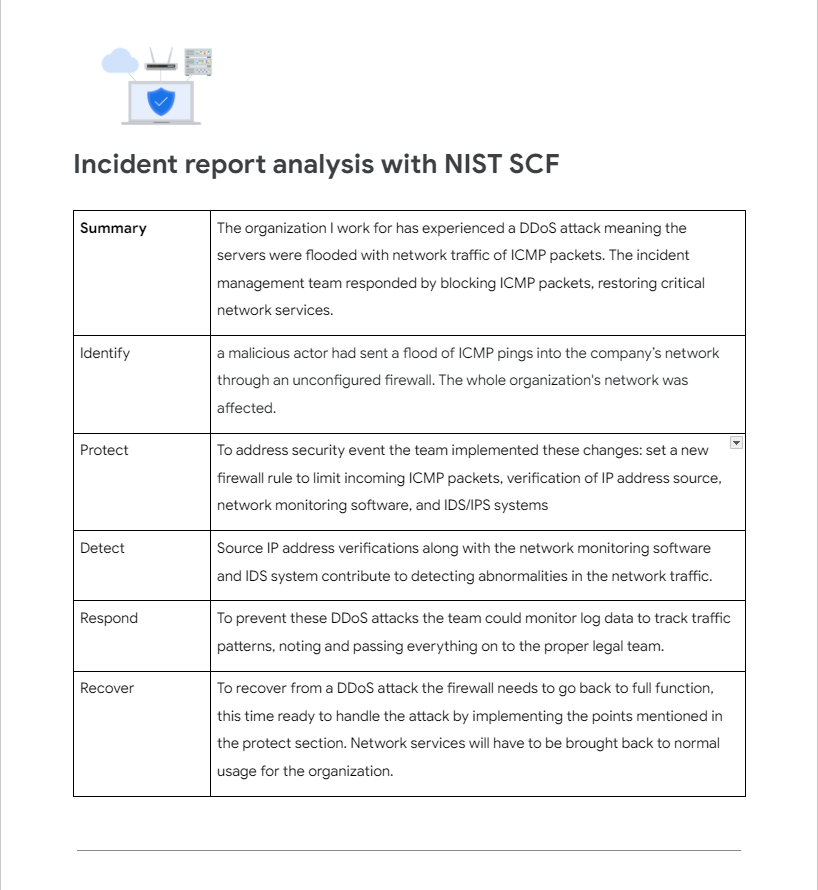 Incident report analysis with NIST SCF
Summary
The organization I work for has experienced a DDoS attack meaning the
servers were flooded with network traffic of ICMP packets. The incident
management team responded by blocking ICMP packets, restoring critical
network services.
Identify
a malicious actor had sent a flood of ICMP pings into the company’s network
through an unconfigured firewall. The whole organization's network was
affected.
Protect
To address security event the team implemented these changes: set a new
firewall rule to limit incoming ICMP packets, verification of IP address source,
network monitoring software, and IDS/IPS systems
Detect
Source IP address verifications along with the network monitoring software
and IDS system contribute to detecting abnormalities in the network traffic.
Respond
To prevent these DDoS attacks the team could monitor log data to track traffic
patterns, noting and passing everything on to the proper legal team.
Recover
To recover from a DDoS attack the firewall needs to go back to full function,
this time ready to handle the attack by implementing the points mentioned in
the protect section. Network services will have to be brought back to normal
usage for the organization.